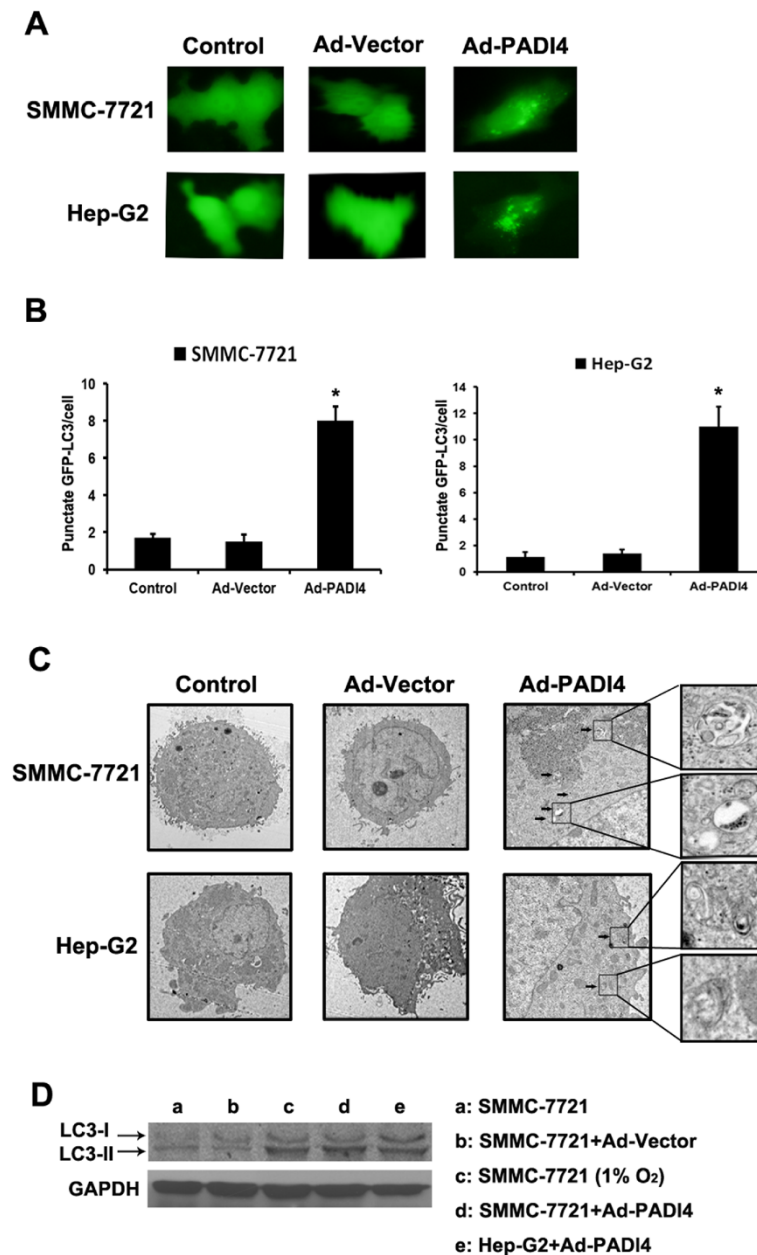 A
Control Ad-Vector Ad-PADI4
SMMC-7721
Hep-G2
B
SMMC-7721
Punctate GFP-LC3/cell
10
8
6
4
2
0
Control Ad-Vector Ad-PADI4
*
Hep-G2
Punctate GFP-LC3/cell
14
12
10
8
6
4
2
0
Control Ad-Vector Ad-PADI4
*
C
Control Ad-Vector Ad-PADI4
SMMC-7721
Hep-G2
D
a b c d e
LC3-I
LC3-II
GAPDH
a: SMMC-7721
b: SMMC-7721+Ad-Vector
c: SMMC-7721 (1% O₂)
d: SMMC-7721+Ad-PADI4
e: Hep-G2+Ad-PADI4